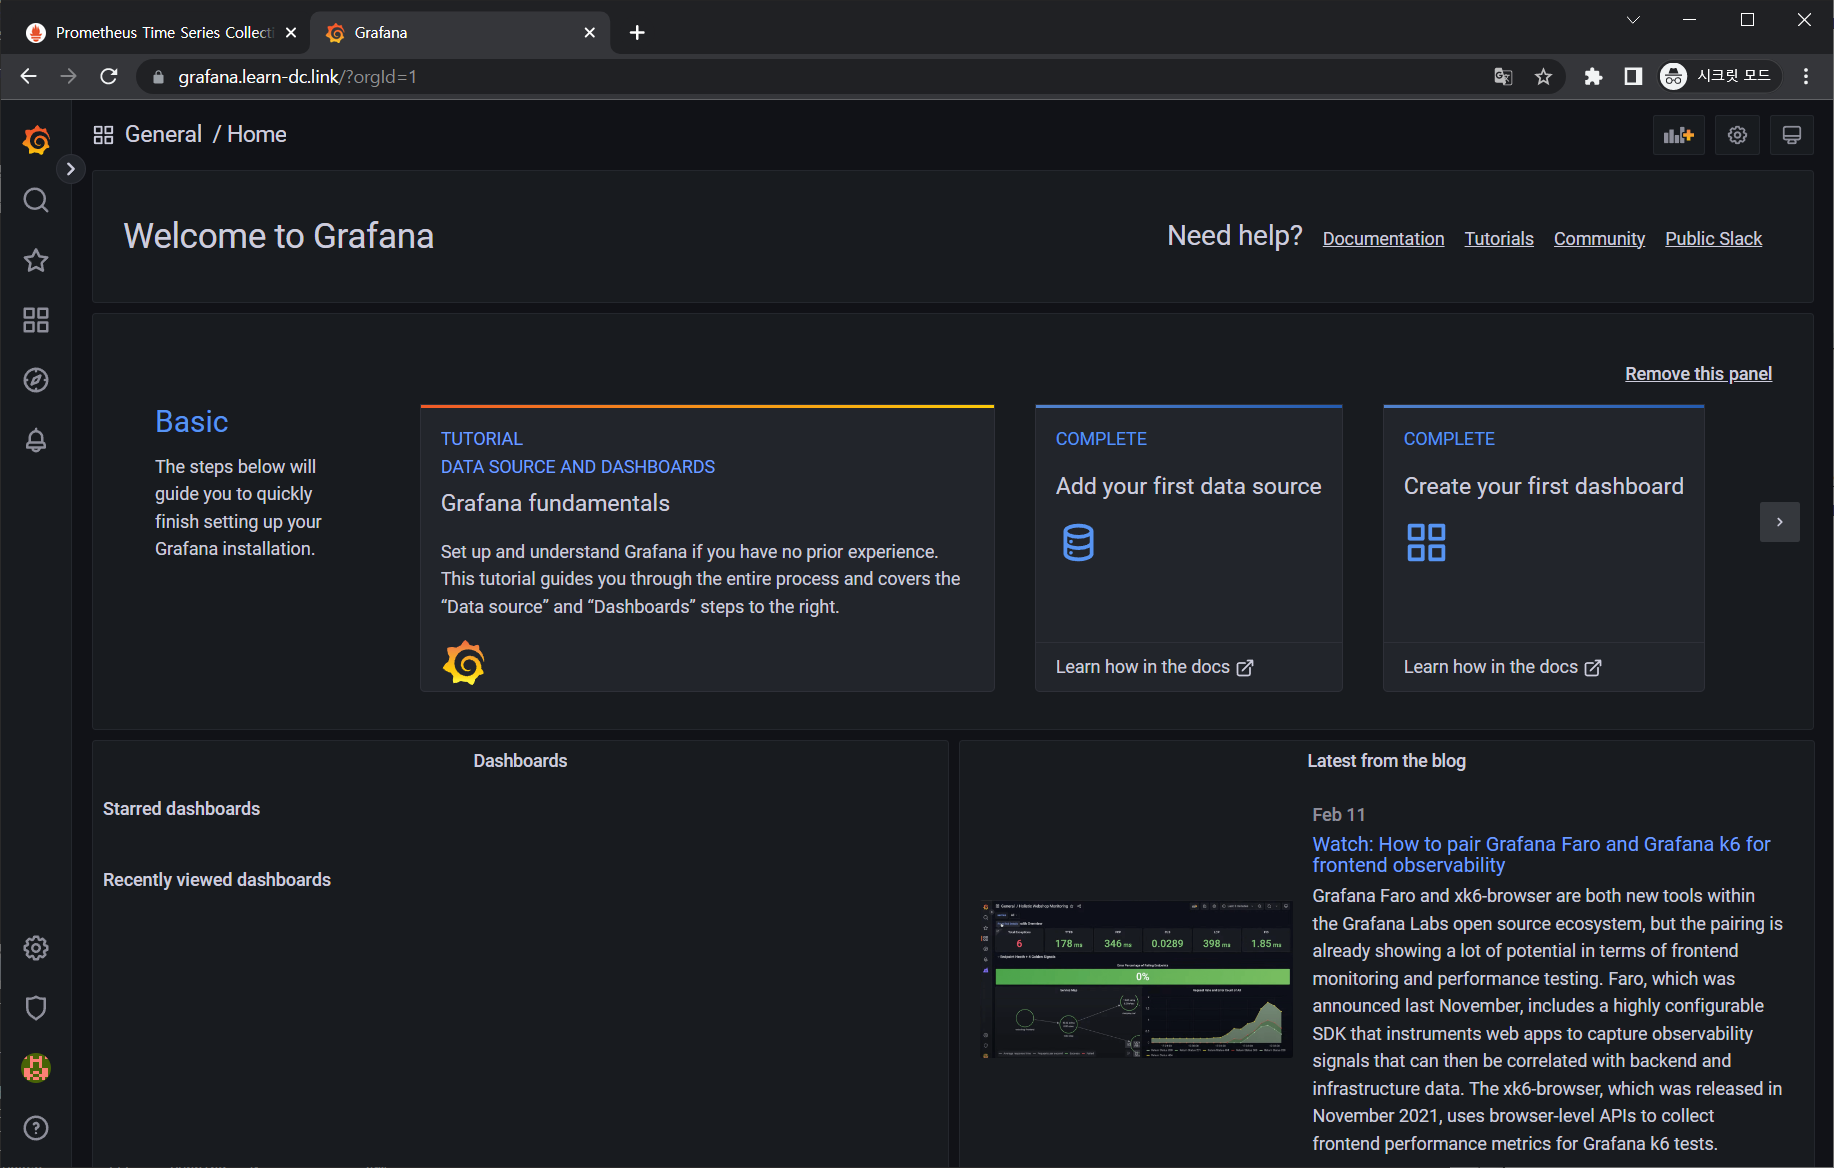 Prometheus Time Series Collecti
Grafana
grafana.learn-dc.link/?orgId=1
시크릿 모드
General / Home
Welcome to Grafana
Need help?
Documentation
Tutorials
Community
Public Slack
Remove this panel
Basic
The steps below will
guide you to quickly
finish setting up your
Grafana installation.
TUTORIAL
DATA SOURCE AND DASHBOARDS
Grafana fundamentals
Set up and understand Grafana if you have no prior experience.
This tutorial guides you through the entire process and covers the
“Data source” and “Dashboards” steps to the right.
COMPLETE
Add your first data source
Learn how in the docs
COMPLETE
Create your first dashboard
Learn how in the docs
Dashboards
Starred dashboards
Recently viewed dashboards
Latest from the blog
Feb 11
Watch: How to pair Grafana Faro and Grafana k6 for
frontend observability
Grafana Faro and xk6-browser are both new tools within
the Grafana Labs open source ecosystem, but the pairing is
already showing a lot of potential in terms of frontend
monitoring and performance testing. Faro, which was
announced last November, includes a highly configurable
SDK that instruments web apps to capture observability
signals that can then be correlated with backend and
infrastructure data. The xk6-browser, which was released in
November 2021, uses browser-level APIs to collect
frontend performance metrics for Grafana k6 tests.
6
178 ms
346 ms
0.0289
398 ms
1.85 ms
0%